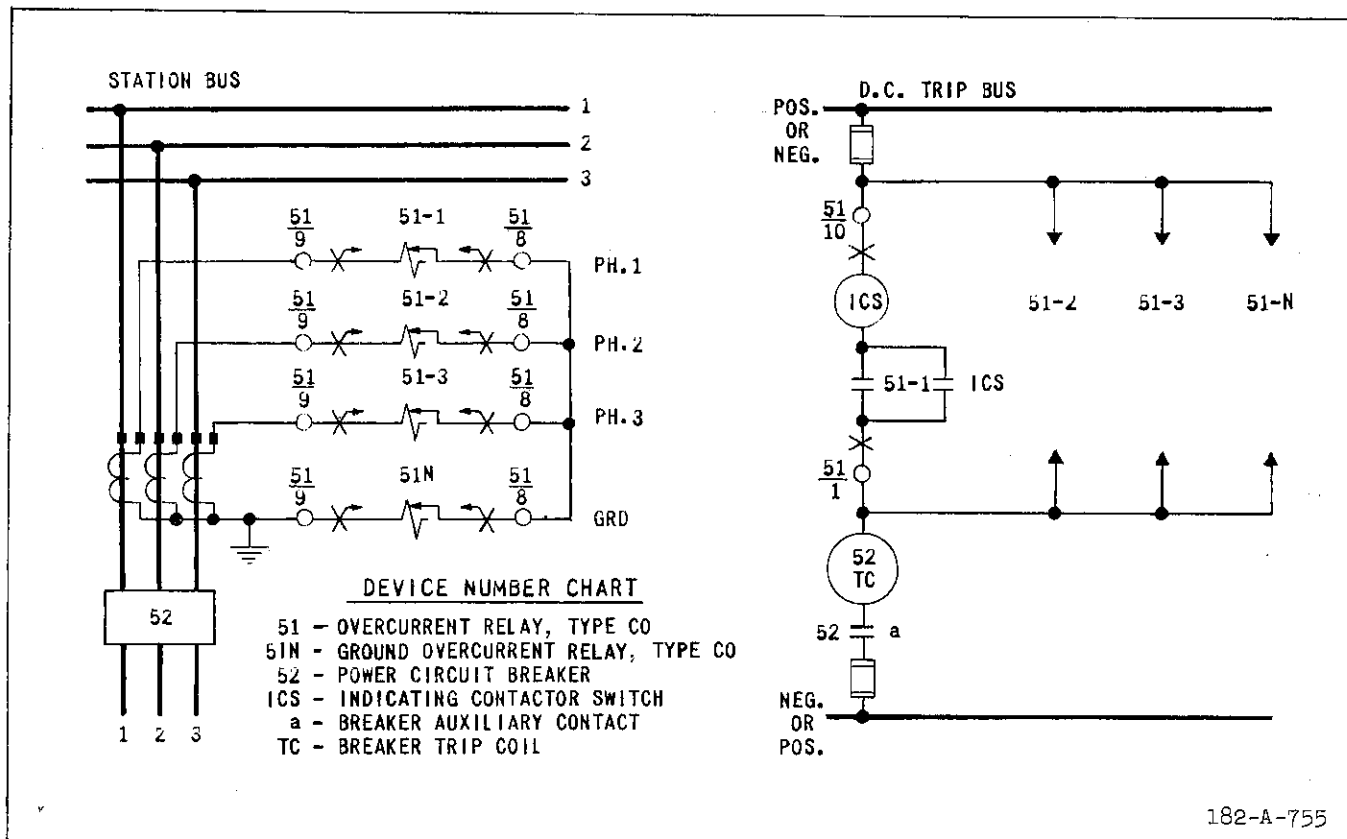 STATION BUS
1
2
3
51
9
51-1
51
8
PH.1
51
9
51-2
51
8
PH.2
51
9
51-3
51
8
PH.3
51
9
51N
51
8
GRD
52
1 2 3
DEVICE NUMBER CHART
51 - OVERCURRENT RELAY, TYPE CO
51N - GROUND OVERCURRENT RELAY, TYPE CO
52 - POWER CIRCUIT BREAKER
ICS - INDICATING CONTACTOR SWITCH
a - BREAKER AUXILIARY CONTACT
TC - BREAKER TRIP COIL
D.C. TRIP BUS
POS.
OR
NEG.
51
10
ICS
51-2 51-3 51-N
51-1 ICS
51
1
52
TC
52 a
NEG.
OR
POS.
182-A-755